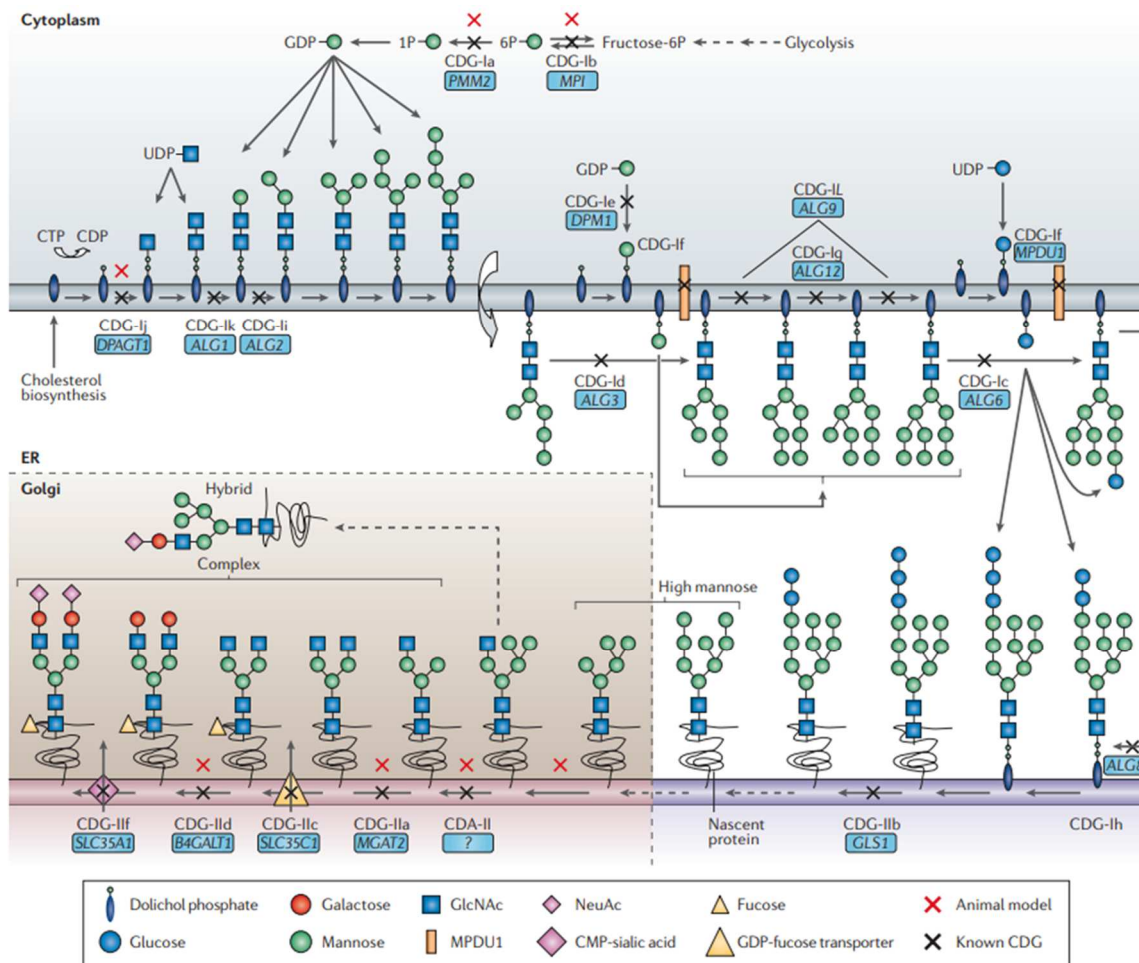 Cytoplasm
GDP
1P
6P
Fructose-6P
Glycolysis
CDG-Ia
PMM2
CDG-Ib
MPI
UDP
GDP
UDP
CDG-Ie
DPM1
CDG-If
CDG-IL
ALG9
CDG-Ig
ALG12
CDG-If
MPDU1
CTP
CDP
CDG-Ij
DPAGT1
CDG-Ik
ALG1
CDG-Ii
ALG2
Cholesterol
biosynthesis
CDG-Id
ALG3
CDG-Ic
ALG6
ER
Golgi
Hybrid
Complex
High mannose
CDG-IIf
SLC35A1
CDG-IId
B4GALT1
CDG-IIc
SLC35C1
CDG-IIa
MGAT2
CDA-II
?
Nascent
protein
CDG-IIb
GLS1
CDG-Ih
Dolichol phosphate
Galactose
GlcNAc
NeuAc
Fucose
Animal model
Glucose
Mannose
MPDU1
CMP-sialic acid
GDP-fucose transporter
Known CDG